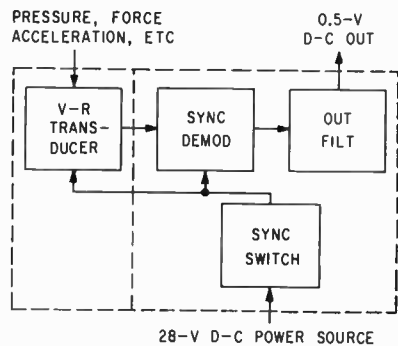 PRESSURE, FORCE
ACCELERATION, ETC
0.5-V
D-C OUT
V-R
TRANS-
DUCER
SYNC
DEMOD
OUT
FILT
SYNC
SWITCH
28-V D-C POWER SOURCE